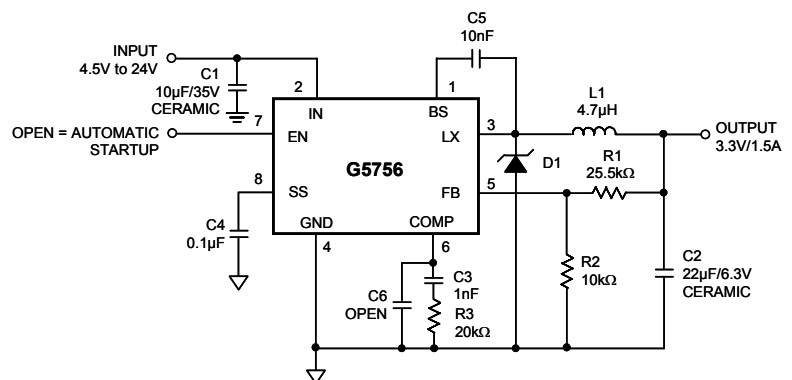 C5
10nF
INPUT
4.5V to 24V
C1
10µF/35V
CERAMIC
2
1
IN
BS
L1
4.7µH
7
OPEN = AUTOMATIC
STARTUP
EN
LX
3
OUTPUT
3.3V/1.5A
D1
R1
25.5kΩ
G5756
8
SS
FB
5
C4
0.1µF
GND
COMP
4
6
R2
10kΩ
C2
22µF/6.3V
CERAMIC
C3
1nF
C6
OPEN
R3
20kΩ